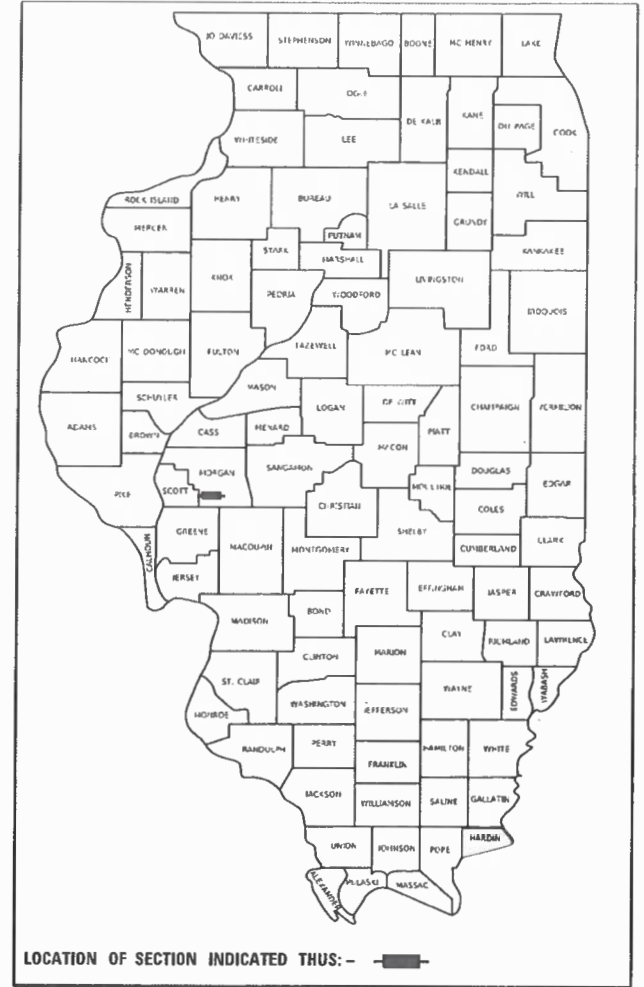 JO DAVIESS STEPHENSON WINNEBAGO BOONE MC HENRY LAKE
CARROLL OGLE DE KALB KANE DU PAGE COOK
WHITESIDE LEE
KENDALL
ROCK ISLAND HENRY BUREAU LA SALLE WILL
MERCER GRUNDY
PUTNAM
STARK MARSHALL KANKAKEE
HENDERSON WARREN KNOX PEORIA WOODFORD LIVINGSTON
IROQUOIS
HANCOCK MC DONOUGH FULTON TAZEWELL MC LEAN FORD
MASON
SCHUYLER LOGAN DE WITT CHAMPAIGN VERMILION
ADAMS BROWN CASS MENARD MACON PIATT
MORGAN SANGAMON DOUGLAS
PIKE SCOTT MOULTRIE EDGAR
CHRISTIAN COLES
GREENE SHELBY CLARK
CALHOUN MACOUPIN MONTGOMERY CUMBERLAND
JERSEY FAYETTE EFFINGHAM JASPER CRAWFORD
MADISON BOND
CLAY RICHLAND LAWRENCE
CLINTON MARION
ST. CLAIR WAYNE EDWARDS WABASH
WASHINGTON JEFFERSON
MONROE
RANDOLPH PERRY HAMILTON WHITE
FRANKLIN
JACKSON WILLIAMSON SALINE GALLATIN
UNION JOHNSON POPE HARDIN
ALEXANDER PULASKI MASSAC
LOCATION OF SECTION INDICATED THUS: -